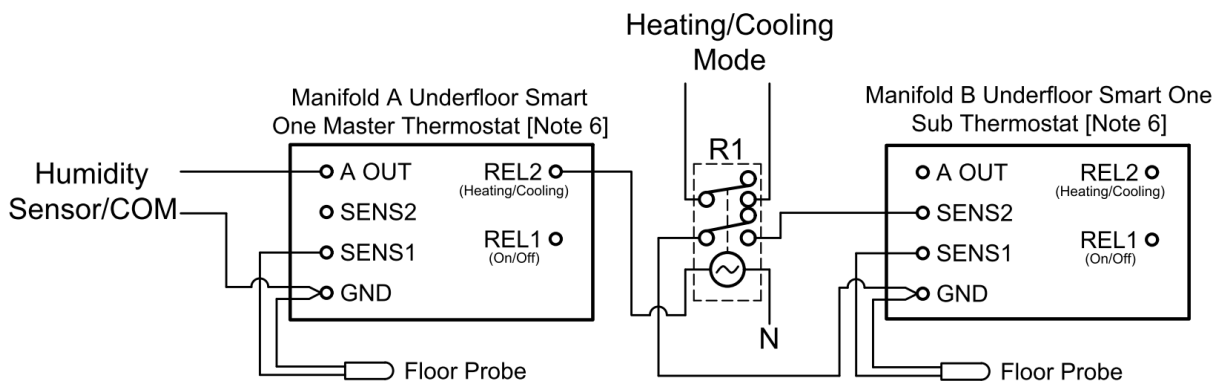 Heating/Cooling
Mode
Manifold A Underfloor Smart
One Master Thermostat [Note 6]
Manifold B Underfloor Smart One
Sub Thermostat [Note 6]
R1
Humidity
Sensor/COM
A OUT
REL2
(Heating/Cooling)
SENS2
SENS1
REL1
(On/Off)
GND
A OUT
REL2
(Heating/Cooling)
SENS2
SENS1
REL1
(On/Off)
GND
N
Floor Probe
Floor Probe